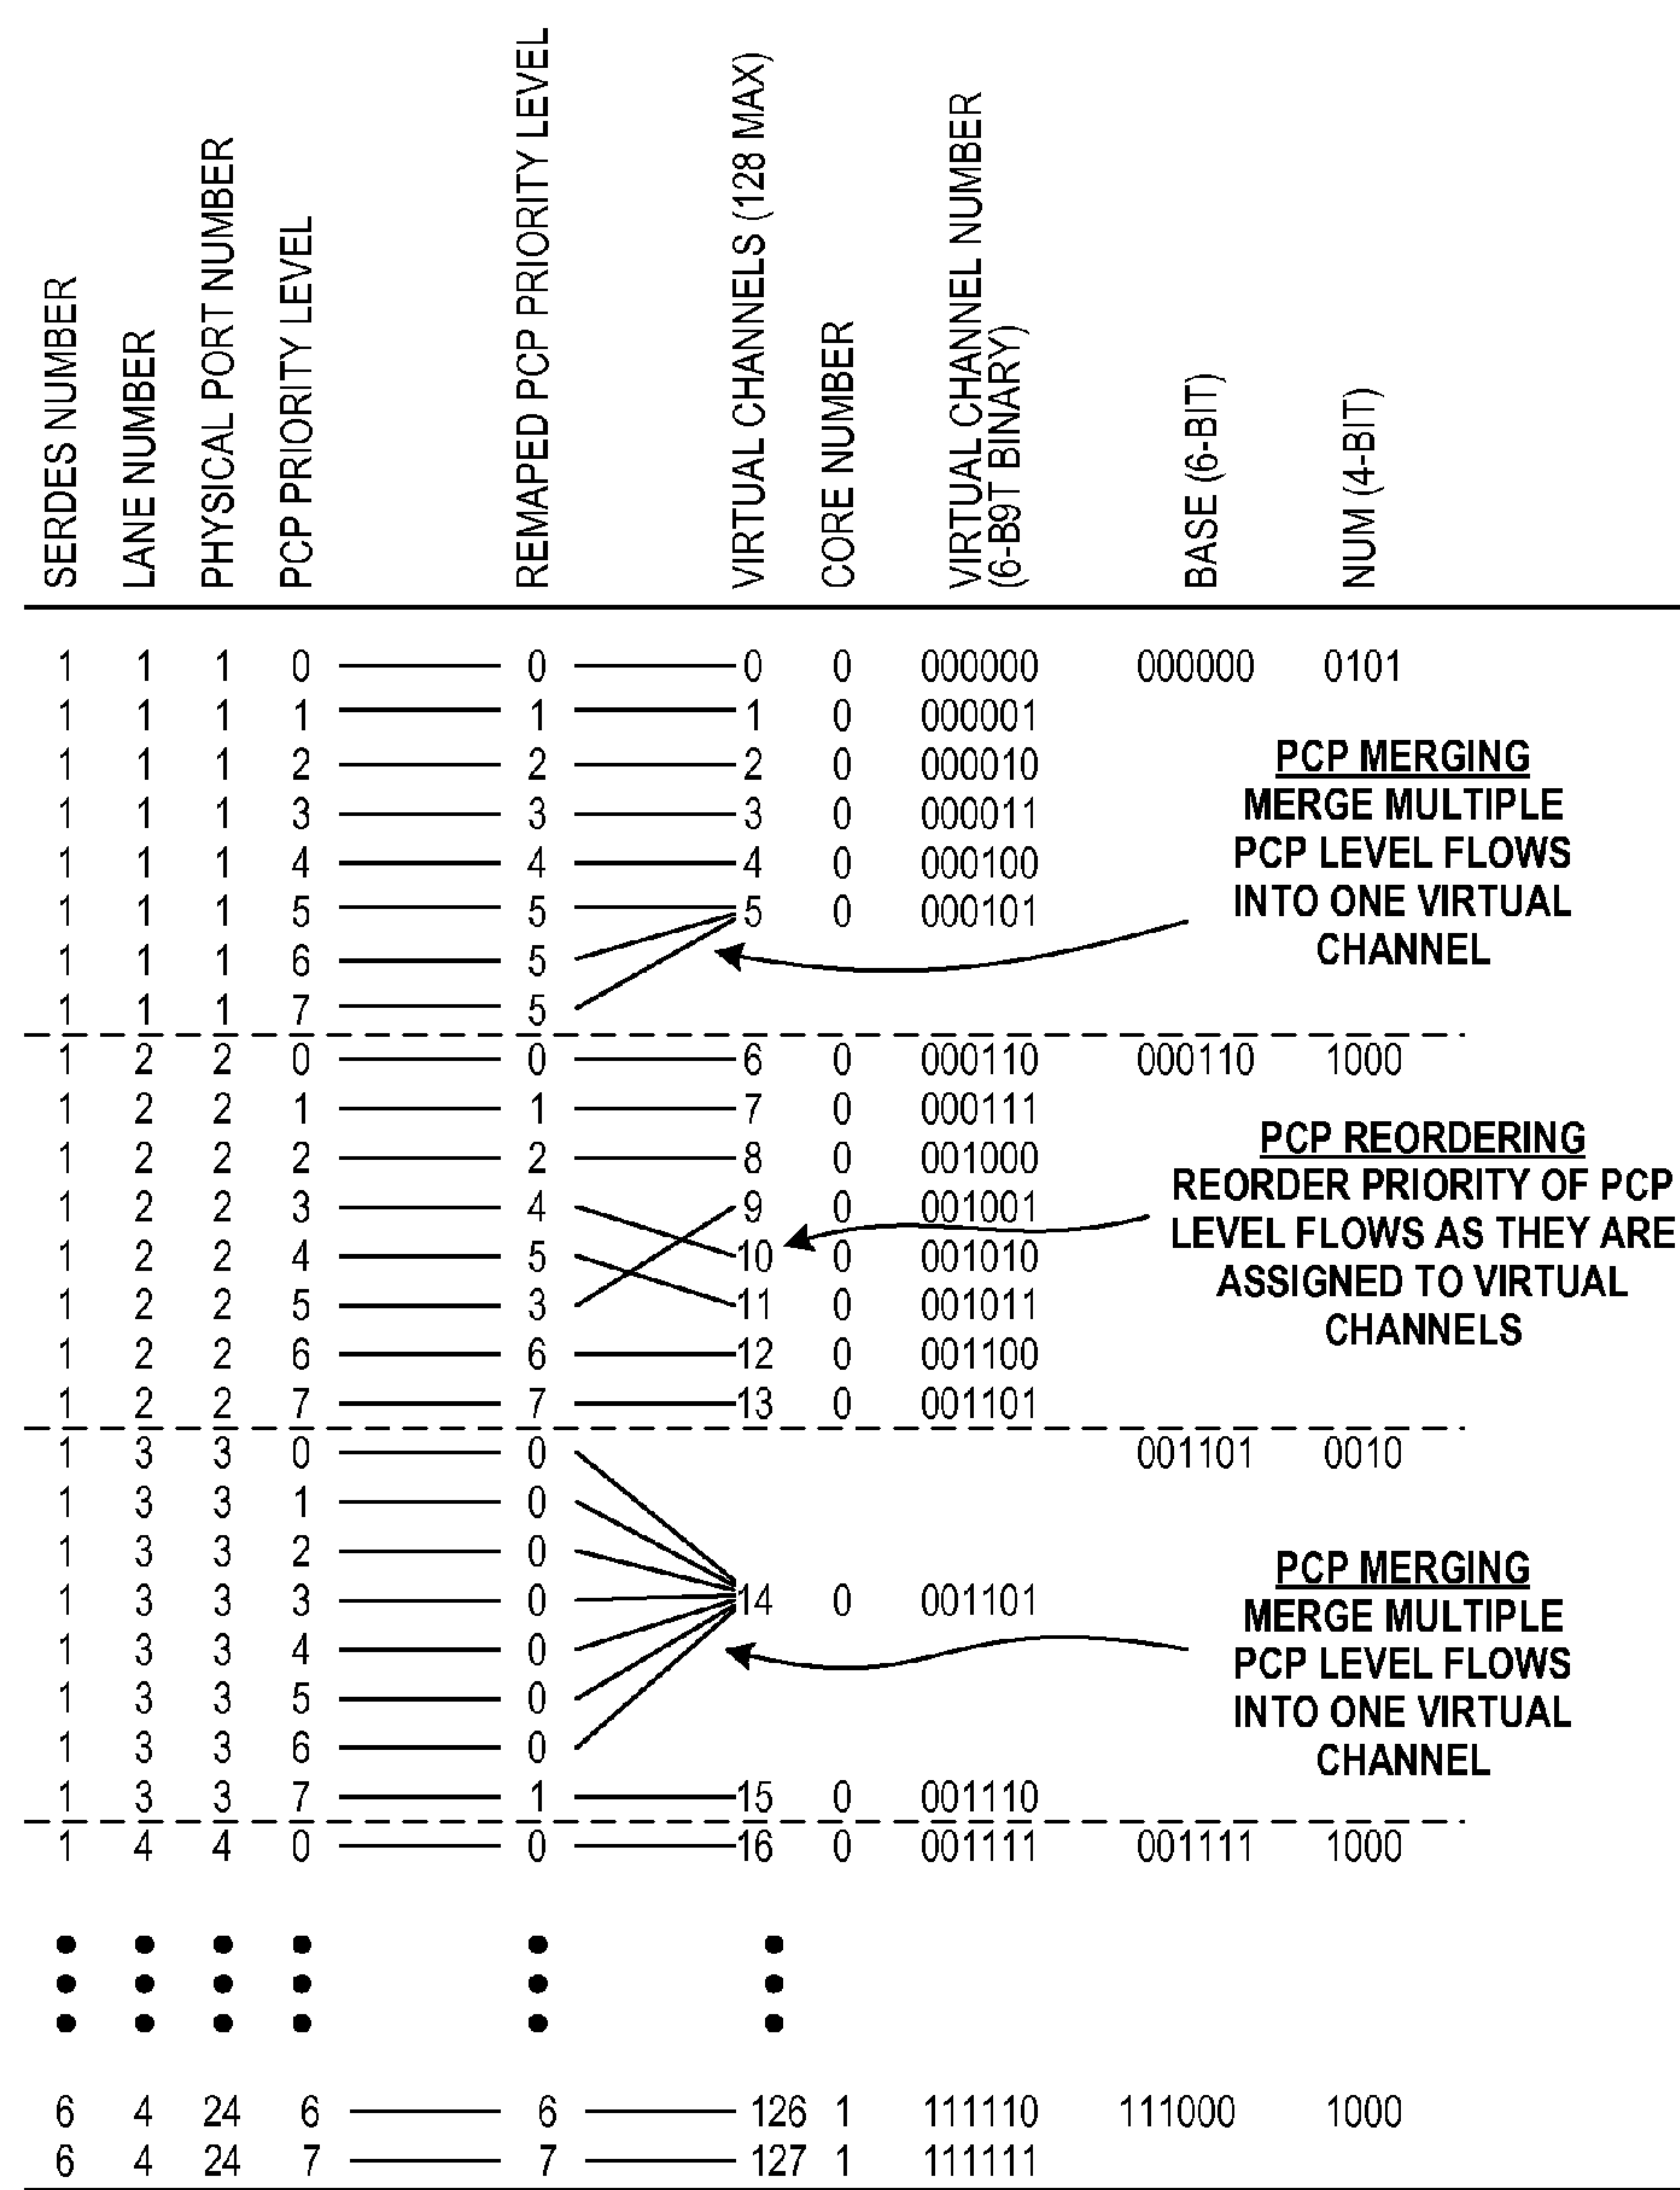 SERDES NUMBER
LANE NUMBER
PHYSICAL PORT NUMBER
PCP PRIORITY LEVEL
REMAPED PCP PRIORITY LEVEL
VIRTUAL CHANNELS (128 MAX)
CORE NUMBER
VIRTUAL CHANNEL NUMBER
(6-B9T BINARY)
BASE (6-BIT)
NUM (4-BIT)
1 1 1 0 0 0 0 000000 000000 0101
1 1 1 1 1 1 0 000001
1 1 1 2 2 2 0 000010
1 1 1 3 3 3 0 000011
1 1 1 4 4 4 0 000100
1 1 1 5 5 5 0 000101
1 1 1 6 5
1 1 1 7 5
PCP MERGING
MERGE MULTIPLE
PCP LEVEL FLOWS
INTO ONE VIRTUAL
CHANNEL
1 2 2 0 0 6 0 000110 000110 1000
1 2 2 1 1 7 0 000111
1 2 2 2 2 8 0 001000
1 2 2 3 4 9 0 001001
1 2 2 4 5 10 0 001010
1 2 2 5 3 11 0 001011
1 2 2 6 6 12 0 001100
1 2 2 7 7 13 0 001101
PCP REORDERING
REORDER PRIORITY OF PCP
LEVEL FLOWS AS THEY ARE
ASSIGNED TO VIRTUAL
CHANNELS
1 3 3 0 0 001101 0010
1 3 3 1 0
1 3 3 2 0
1 3 3 3 0 14 0 001101
1 3 3 4 0
1 3 3 5 0
1 3 3 6 0
1 3 3 7 1 15 0 001110
PCP MERGING
MERGE MULTIPLE
PCP LEVEL FLOWS
INTO ONE VIRTUAL
CHANNEL
1 4 4 0 0 16 0 001111 001111 1000
6 4 24 6 6 126 1 111110 111000 1000
6 4 24 7 7 127 1 111111